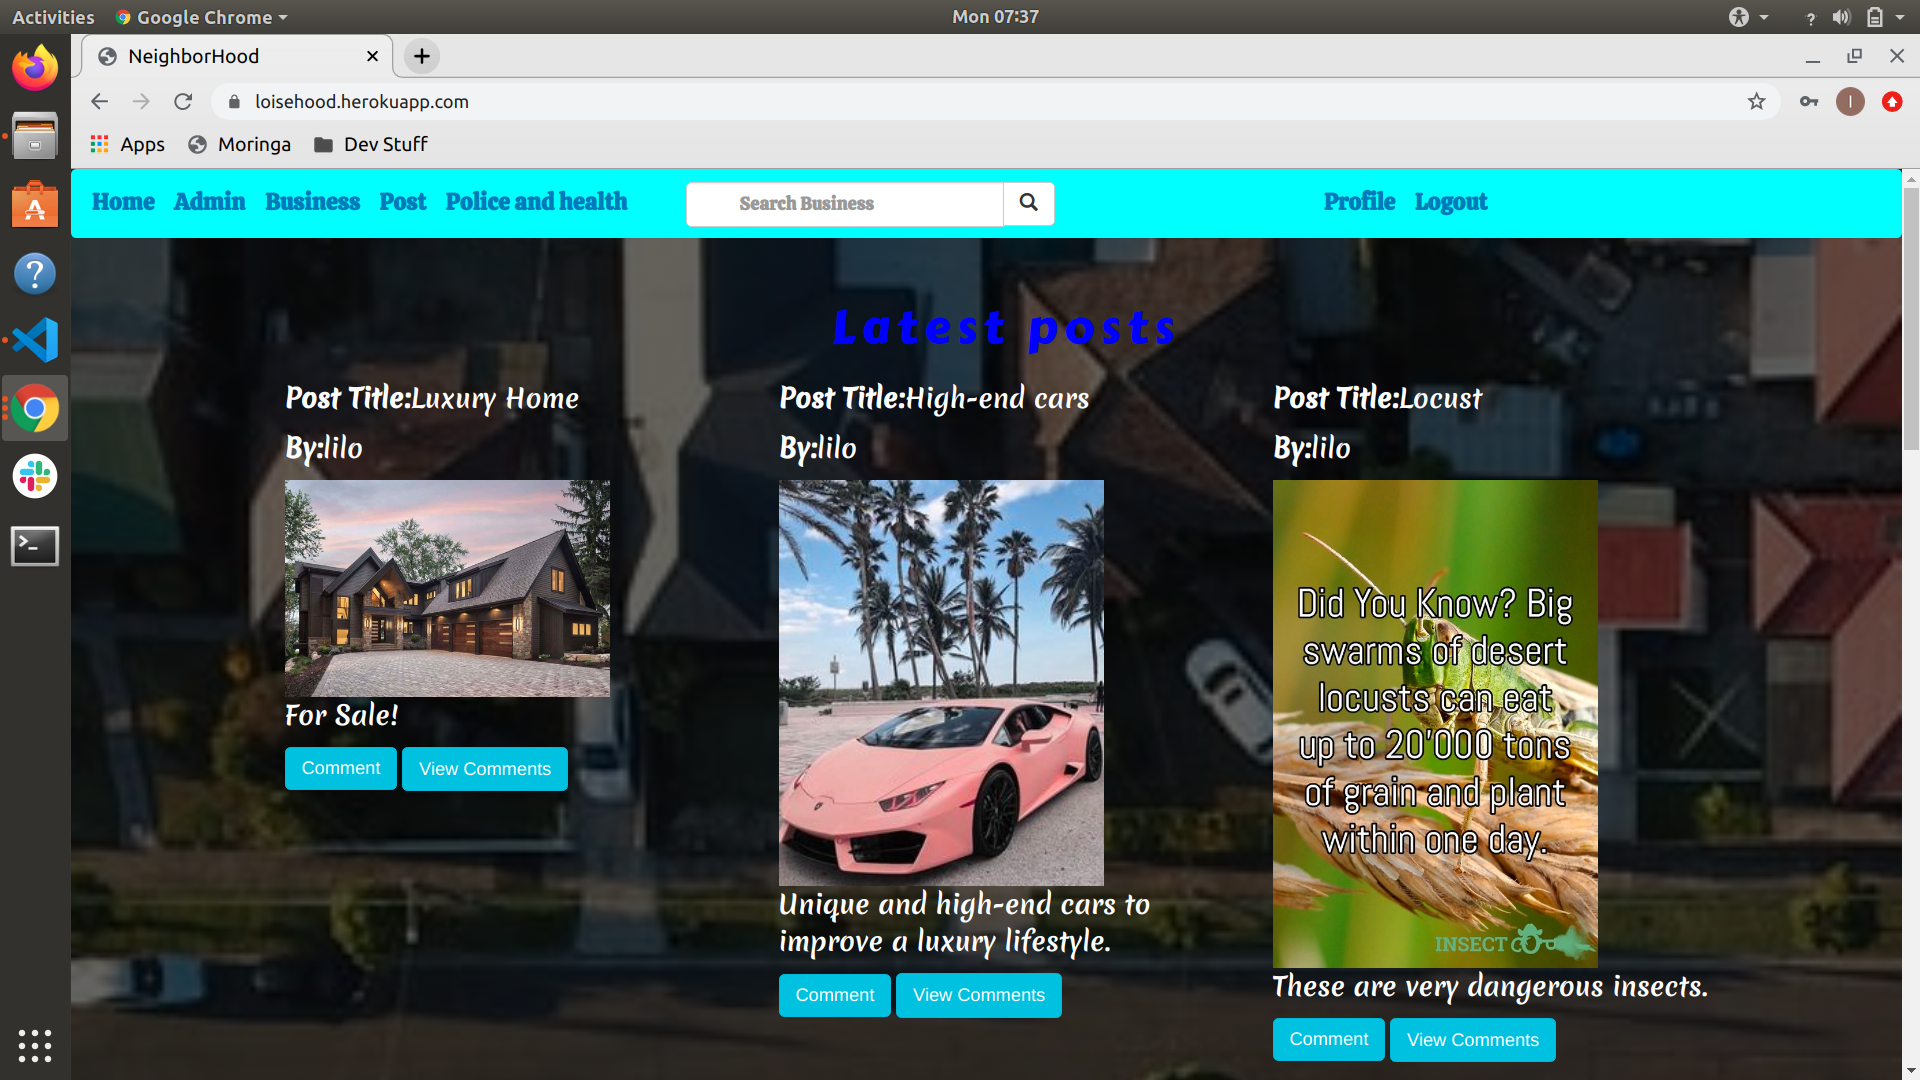 Activities
Google Chrome
Mon 07:37
?
NeighborHood
loisehood.herokuapp.com
I
Apps
Moringa
Dev Stuff
Home
Admin
Business
Post
Police and health
Search Business
Profile
Logout
Latest posts
Post Title:Luxury Home
By:lilo
For Sale!
Comment
View Comments
Post Title:High-end cars
By:lilo
Unique and high-end cars to
improve a luxury lifestyle.
Comment
View Comments
Post Title:Locust
By:lilo
Did You Know? Big
swarms of desert
locusts can eat
up to 20'000 tons
of grain and plant
within one day.
INSECT
These are very dangerous insects.
Comment
View Comments